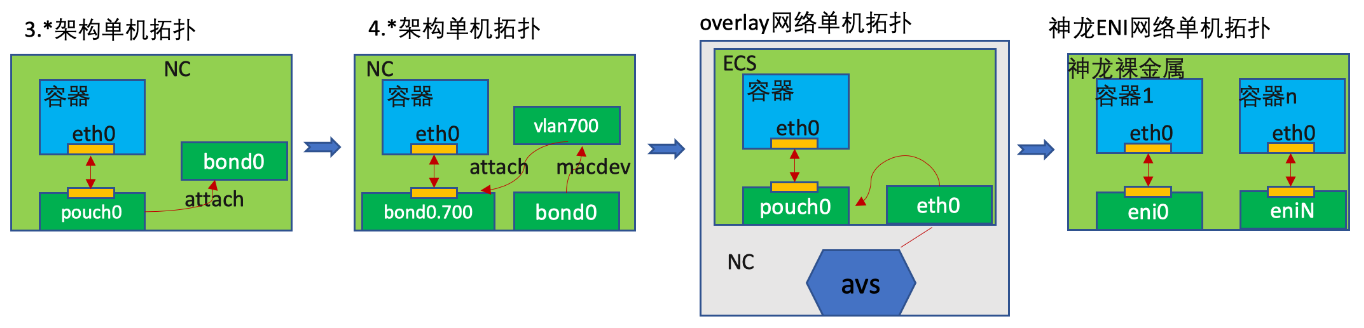 3.*架构单机拓扑
NC
容器
eth0
bond0
attach
pouch0
4.*架构单机拓扑
NC
容器
eth0
vlan700
attach
macdev
bond0.700
bond0
overlay网络单机拓扑
ECS
容器
eth0
pouch0
eth0
NC
avs
神龙ENI网络单机拓扑
神龙裸金属
容器1
eth0
eni0
容器n
eth0
eniN